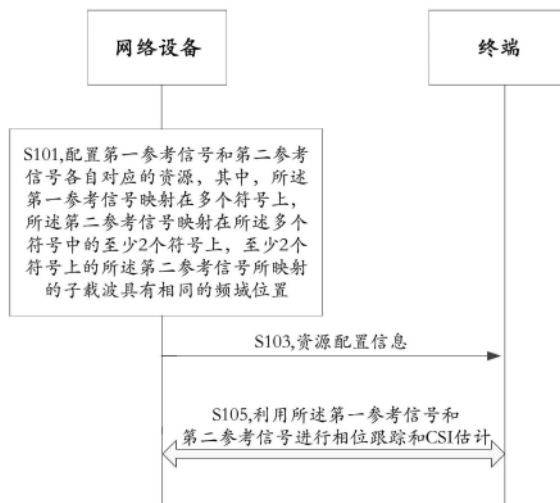 网络设备
终端
S101,配置第一参考信号和第二参考
信号各自对应的资源，其中，所述
第一参考信号映射在多个符号上，
所述第二参考信号映射在所述多个
符号中的至少2个符号上，至少2个
符号上的所述第二参考信号所映射
的子载波具有相同的频域位置
S103,资源配置信息
S105,利用所述第一参考信号和
第二参考信号进行相位跟踪和CSI估计